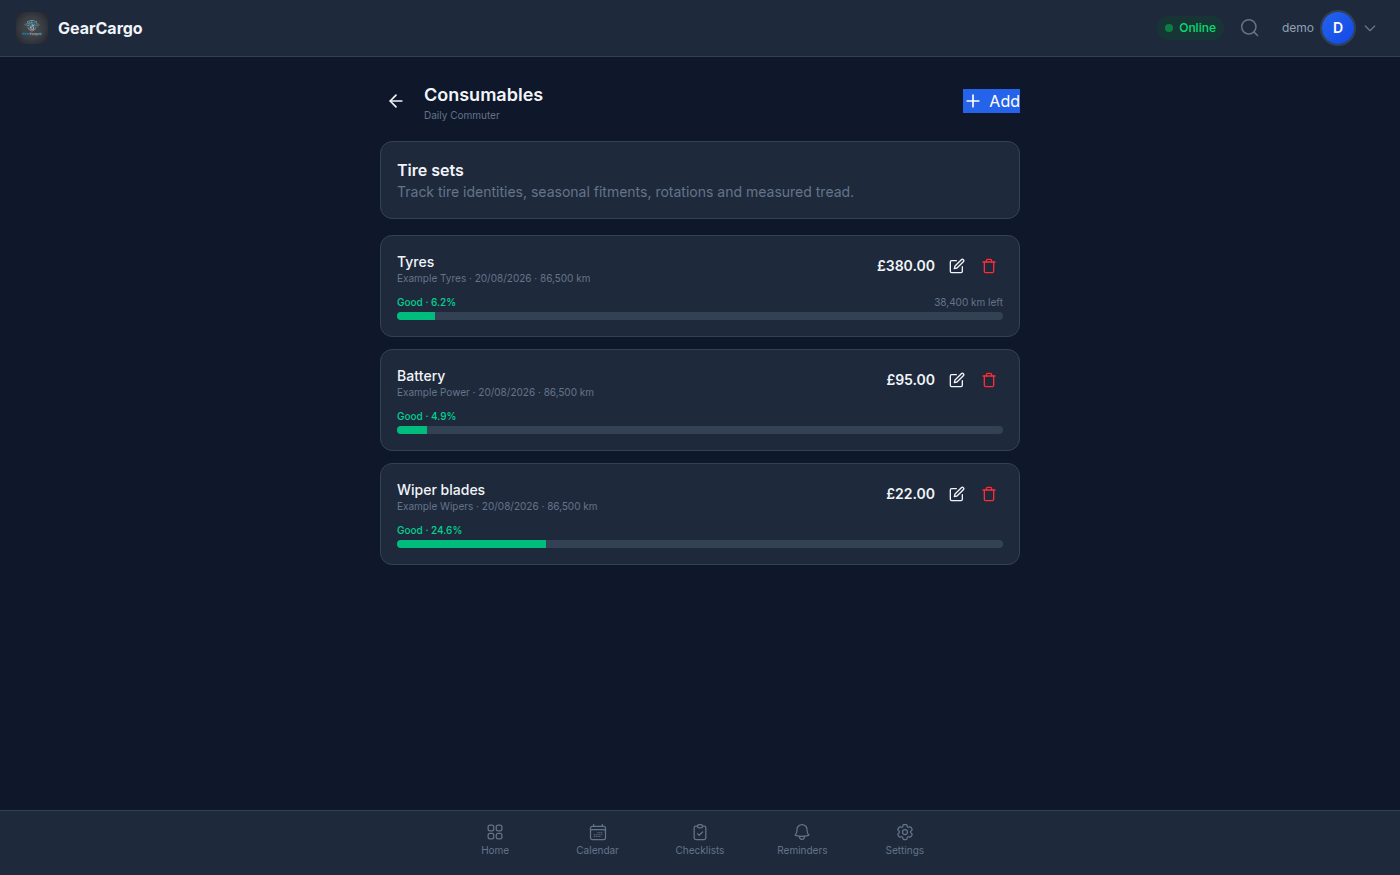 GearCargo
Online
demo
D
Consumables
Daily Commuter
Add
Tire sets
Track tire identities, seasonal fitments, rotations and measured tread.
Tyres
£380.00
Example Tyres · 20/08/2026 · 86,500 km
Good · 6.2%
38,400 km left
Battery
£95.00
Example Power · 20/08/2026 · 86,500 km
Good · 4.9%
Wiper blades
£22.00
Example Wipers · 20/08/2026 · 86,500 km
Good · 24.6%
Home
Calendar
Checklists
Reminders
Settings